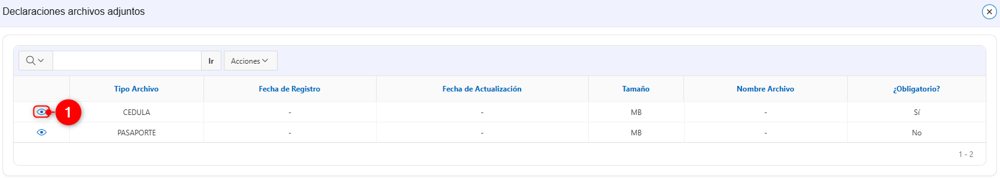 Declaraciones archivos adjuntos
Ir Acciones
Tipo Archivo Fecha de Registro Fecha de Actualización Tamaño Nombre Archivo ¿Obligatorio?
1 CEDULA - - MB - Sí
PASAPORTE - - MB - No
1 - 2